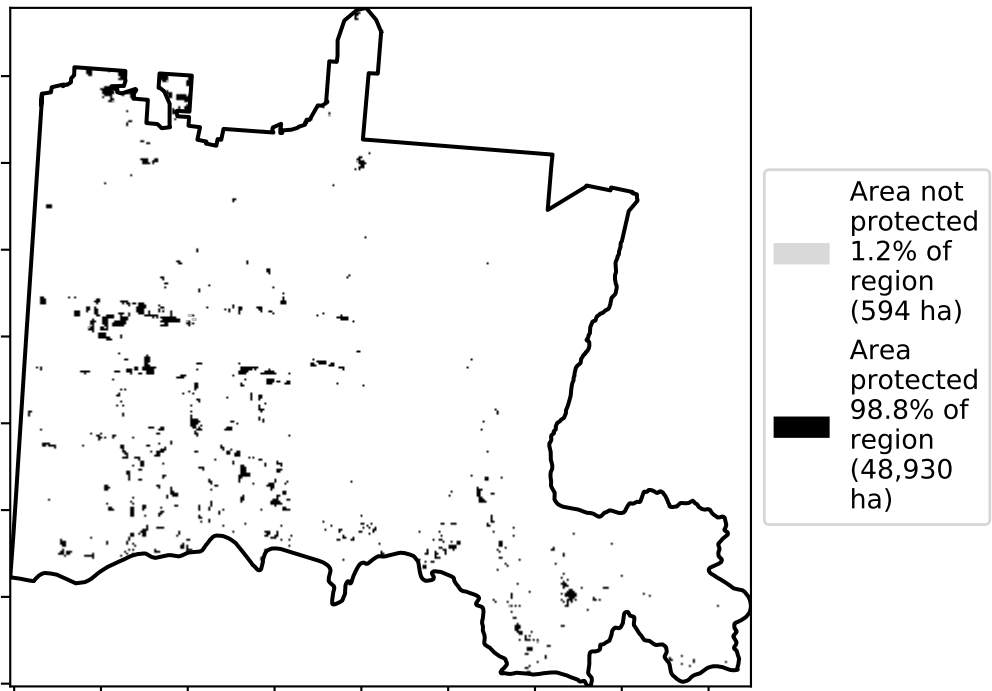 Area not
protected
1.2% of
region
(594 ha)
Area
protected
98.8% of
region
(48,930
ha)